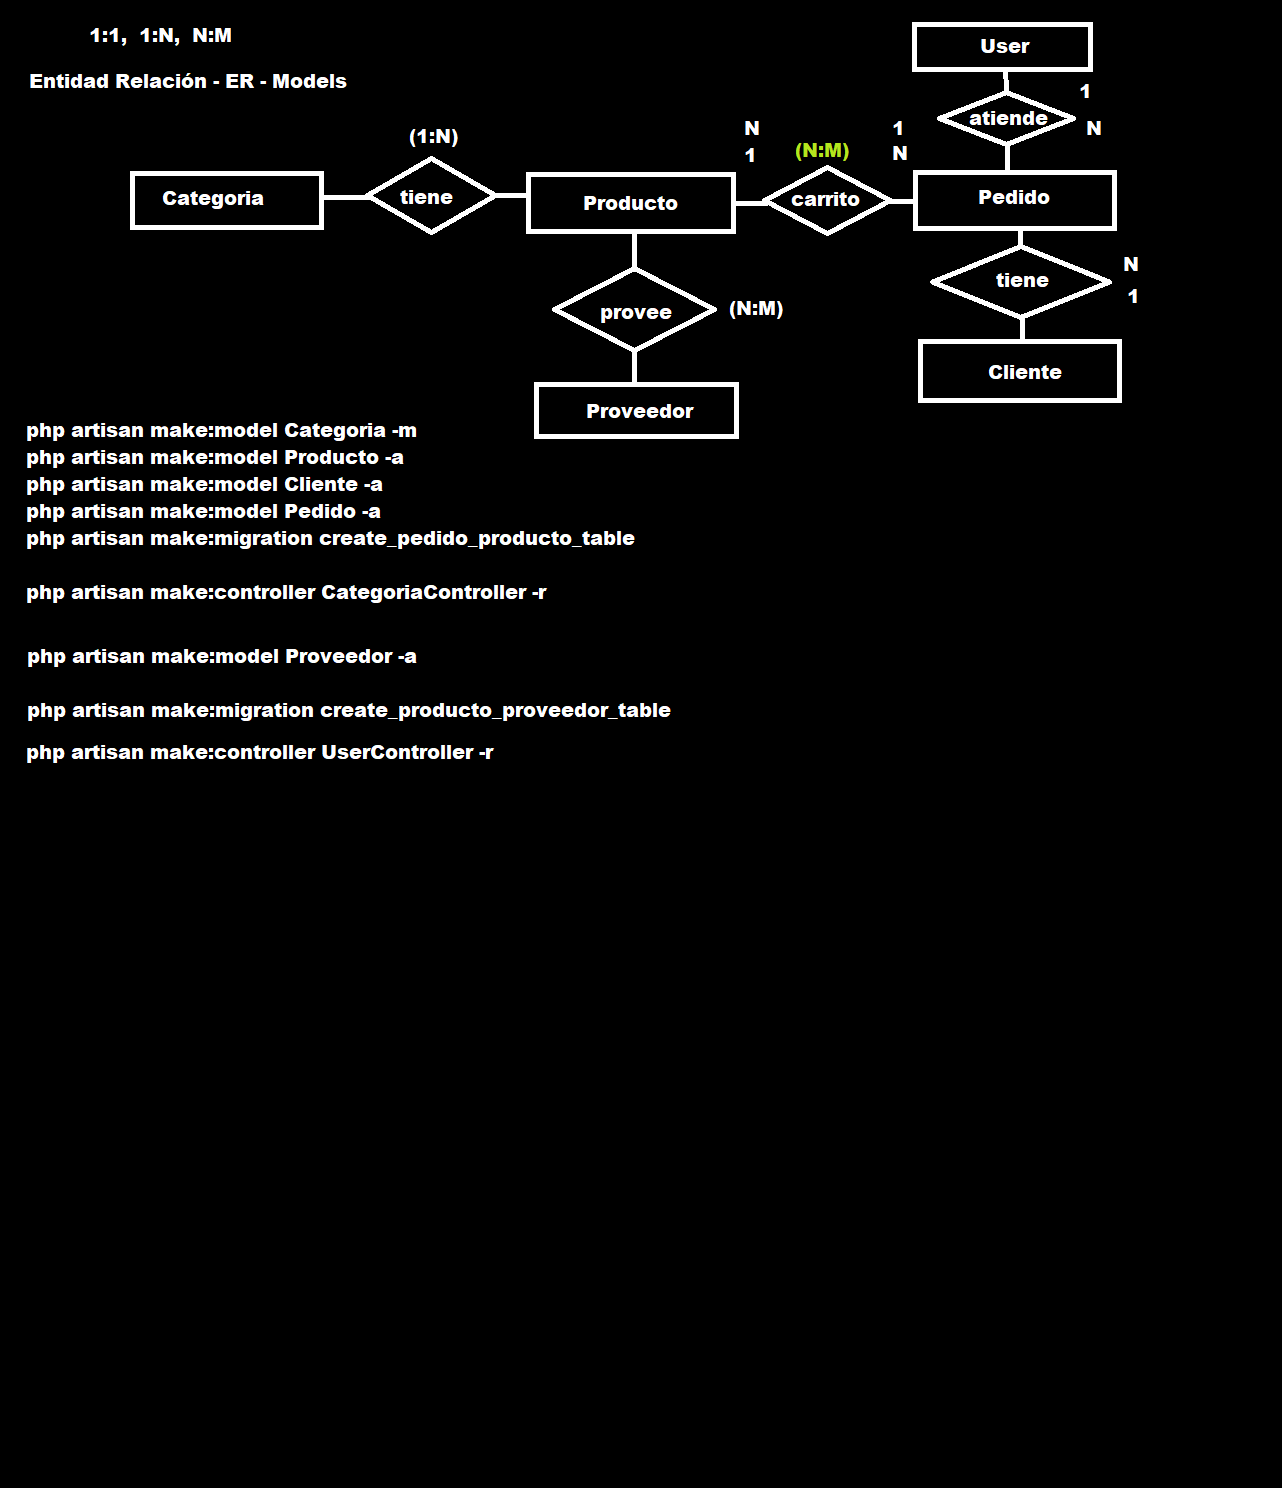 1:1, 1:N, N:M
Entidad Relación - ER - Models
User
1
atiende
N
(1:N)
N
1
(N:M)
1
N
Categoria
tiene
Producto
carrito
Pedido
N
tiene
1
provee
(N:M)
Cliente
Proveedor
php artisan make:model Categoria -m
php artisan make:model Producto -a
php artisan make:model Cliente -a
php artisan make:model Pedido -a
php artisan make:migration create_pedido_producto_table
php artisan make:controller CategoriaController -r
php artisan make:model Proveedor -a
php artisan make:migration create_producto_proveedor_table
php artisan make:controller UserController -r